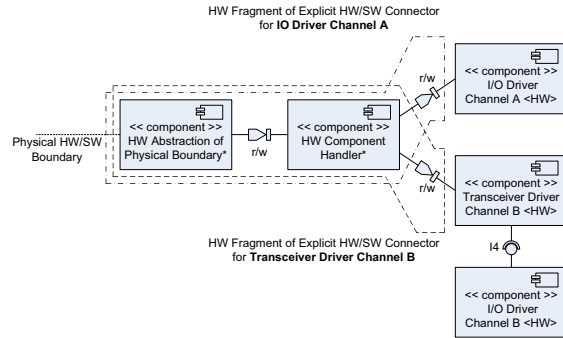 HW Fragment of Explicit HW/SW Connector
for IO Driver Channel A
r/w
<< component >>
I/O Driver
Channel A <HW>
Physical HW/SW
Boundary
<< component >>
HW Abstraction of
Physical Boundary*
r/w
<< component >>
HW Component
Handler*
r/w
<< component >>
Transceiver Driver
Channel B <HW>
HW Fragment of Explicit HW/SW Connector
for Transceiver Driver Channel B
I4
<< component >>
I/O Driver
Channel B <HW>